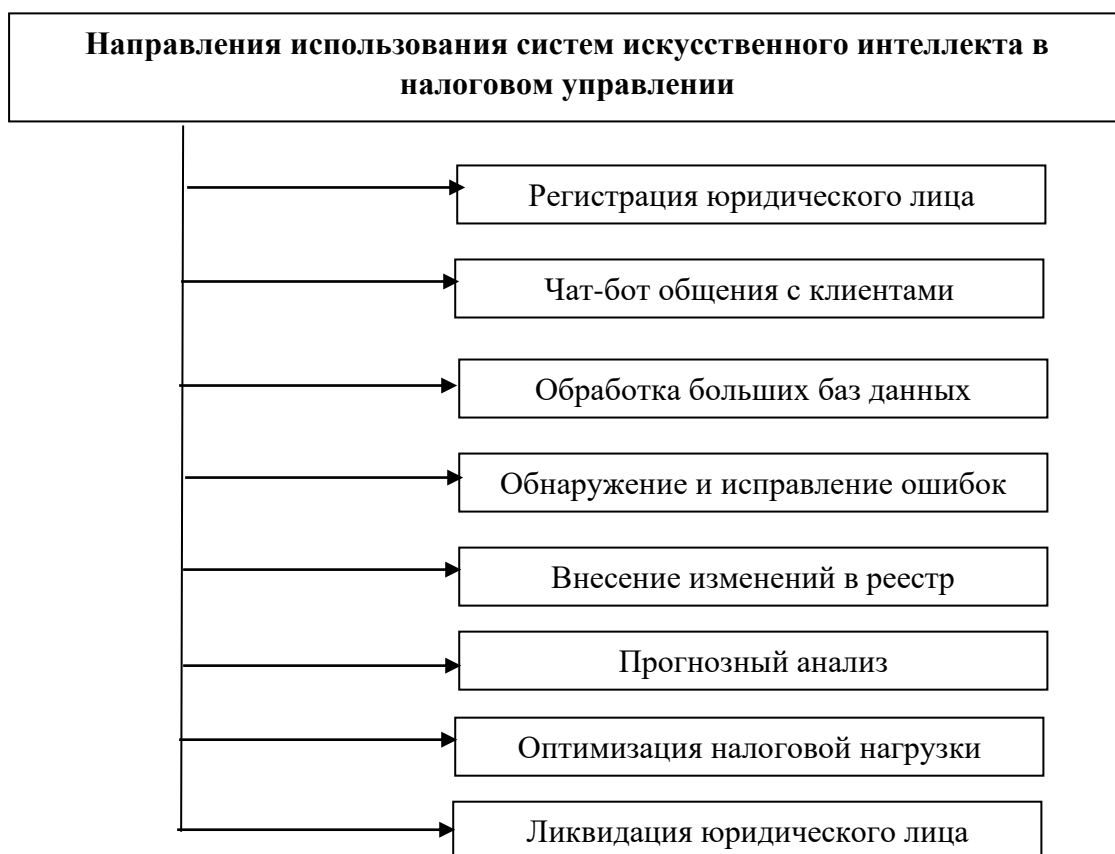 Направления использования систем искусственного интеллекта в
налоговом управлении
Регистрация юридического лица
Чат-бот общения с клиентами
Обработка больших баз данных
Обнаружение и исправление ошибок
Внесение изменений в реестр
Прогнозный анализ
Оптимизация налоговой нагрузки
Ликвидация юридического лица